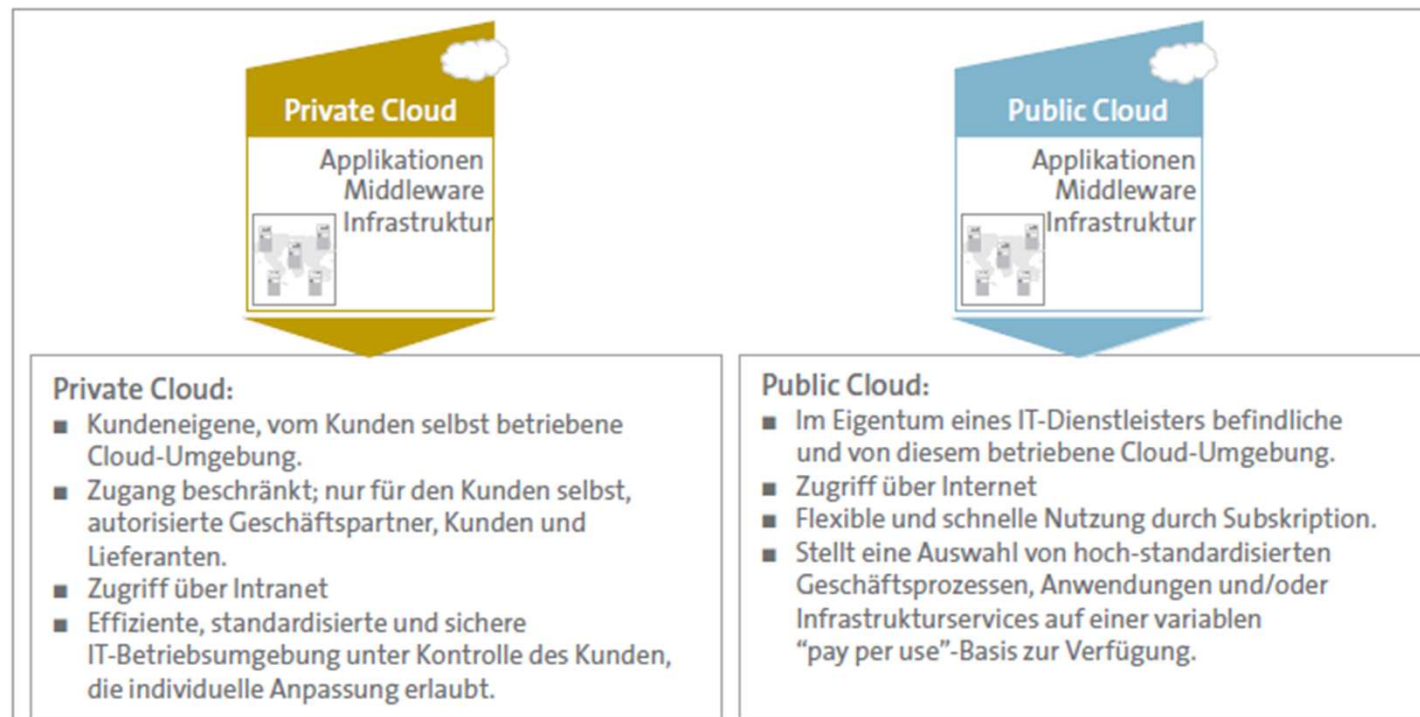 Private Cloud
Applikationen
Middleware
Infrastruktur
Public Cloud
Applikationen
Middleware
Infrastruktur
Private Cloud:
■ Kundeneigene, vom Kunden selbst betriebene
Cloud-Umgebung.
■ Zugang beschränkt; nur für den Kunden selbst,
autorisierte Geschäftspartner, Kunden und
Lieferanten.
■ Zugriff über Intranet
■ Effiziente, standardisierte und sichere
IT-Betriebsumgebung unter Kontrolle des Kunden,
die individuelle Anpassung erlaubt.
Public Cloud:
■ Im Eigentum eines IT-Dienstleisters befindliche
und von diesem betriebene Cloud-Umgebung.
■ Zugriff über Internet
■ Flexible und schnelle Nutzung durch Subskription.
■ Stellt eine Auswahl von hoch-standardisierten
Geschäftsprozessen, Anwendungen und/oder
Infrastrukturservices auf einer variablen
“pay per use”-Basis zur Verfügung.